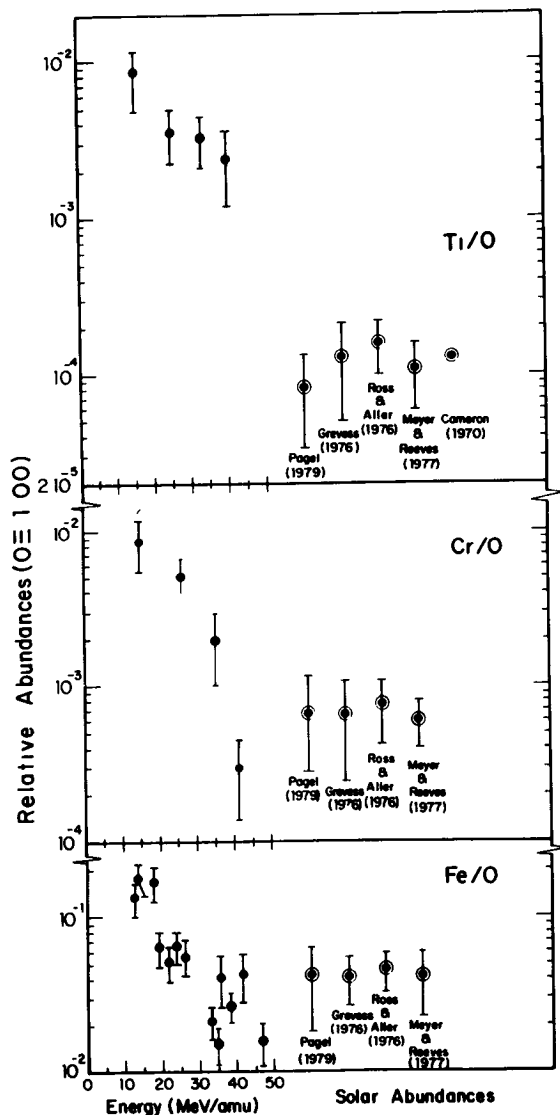 10-2
10-3
10-4
2 10-5
Ti/O
Pagel
(1979)
Grevess
(1976)
Ross
&
Aller
(1976)
Meyer
&
Reeves
(1977)
Cameron
(1970)
Relative Abundances (O≡1 00)
10-2
10-3
10-4
Cr/O
Pagel
(1979)
Grevess
(1976)
Ross
&
Aller
(1976)
Meyer
&
Reeves
(1977)
10-1
10-2
Fe/O
Pagel
(1979)
Grevess
(1976)
Ross
&
Aller
(1976)
Meyer
&
Reeves
(1977)
0 10 20 30 40 50
Energy (MeV/amu)
Solar Abundances